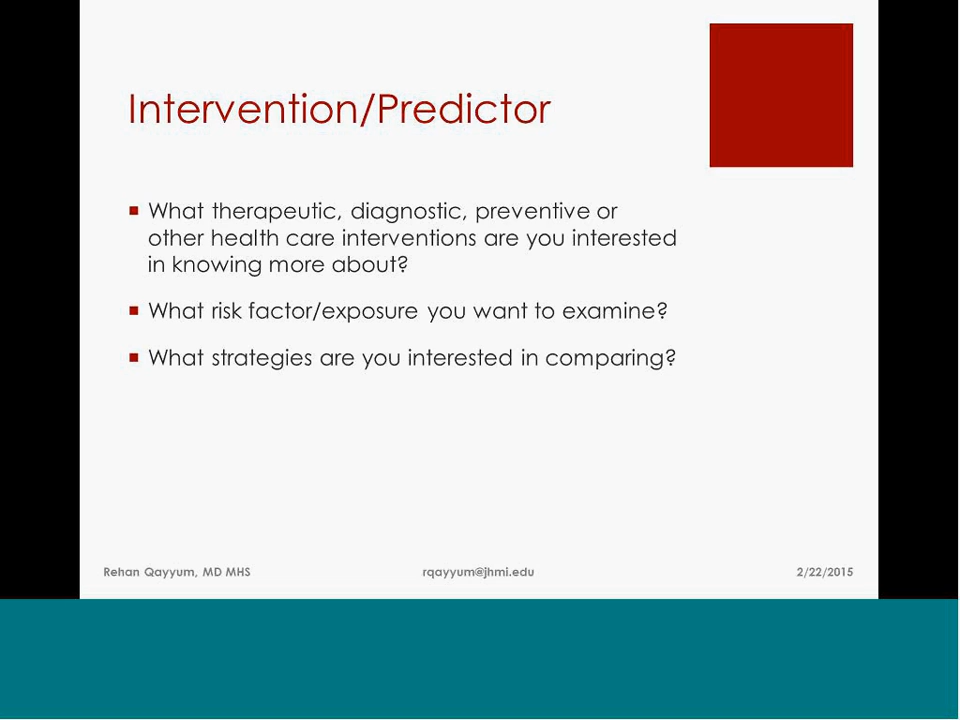 Intervention/Predictor
What therapeutic, diagnostic, preventive or
other health care interventions are you interested
in knowing more about?
What risk factor/exposure you want to examine?
What strategies are you interested in comparing?
Rehan Qayyum, MD MHS rqayyum@jhmi.edu 2/22/2015